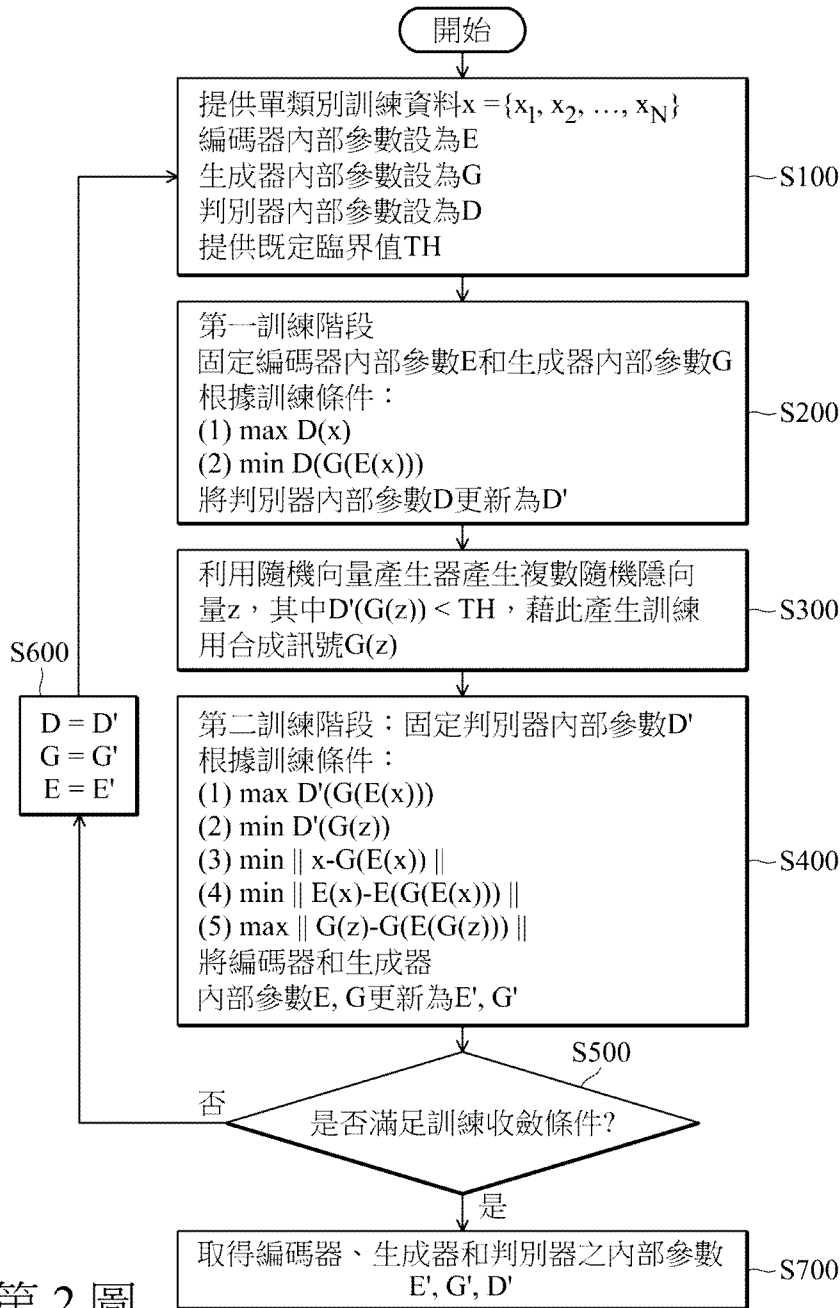 開始
提供單類別訓練資料x ={x1, x2, …, xN}
編碼器內部參數設為E
生成器內部參數設為G
判別器內部參數設為D
提供既定臨界值TH
S100
第一訓練階段
固定編碼器內部參數E和生成器內部參數G
根據訓練條件：
(1) max D(x)
(2) min D(G(E(x)))
將判別器內部參數D更新為D'
S200
利用隨機向量產生器產生複數隨機隱向
量z，其中D'(G(z)) < TH，藉此產生訓練
用合成訊號G(z)
S300
S600
D = D'
G = G'
E = E'
第二訓練階段：固定判別器內部參數D'
根據訓練條件：
(1) max D'(G(E(x)))
(2) min D'(G(z))
(3) min || x-G(E(x)) ||
(4) min || E(x)-E(G(E(x))) ||
(5) max || G(z)-G(E(G(z))) ||
將編碼器和生成器
內部參數E, G更新為E', G'
S400
S500
否
是否滿足訓練收斂條件?
是
取得編碼器、生成器和判別器之內部參數
E', G', D'
S700
第 2 圖